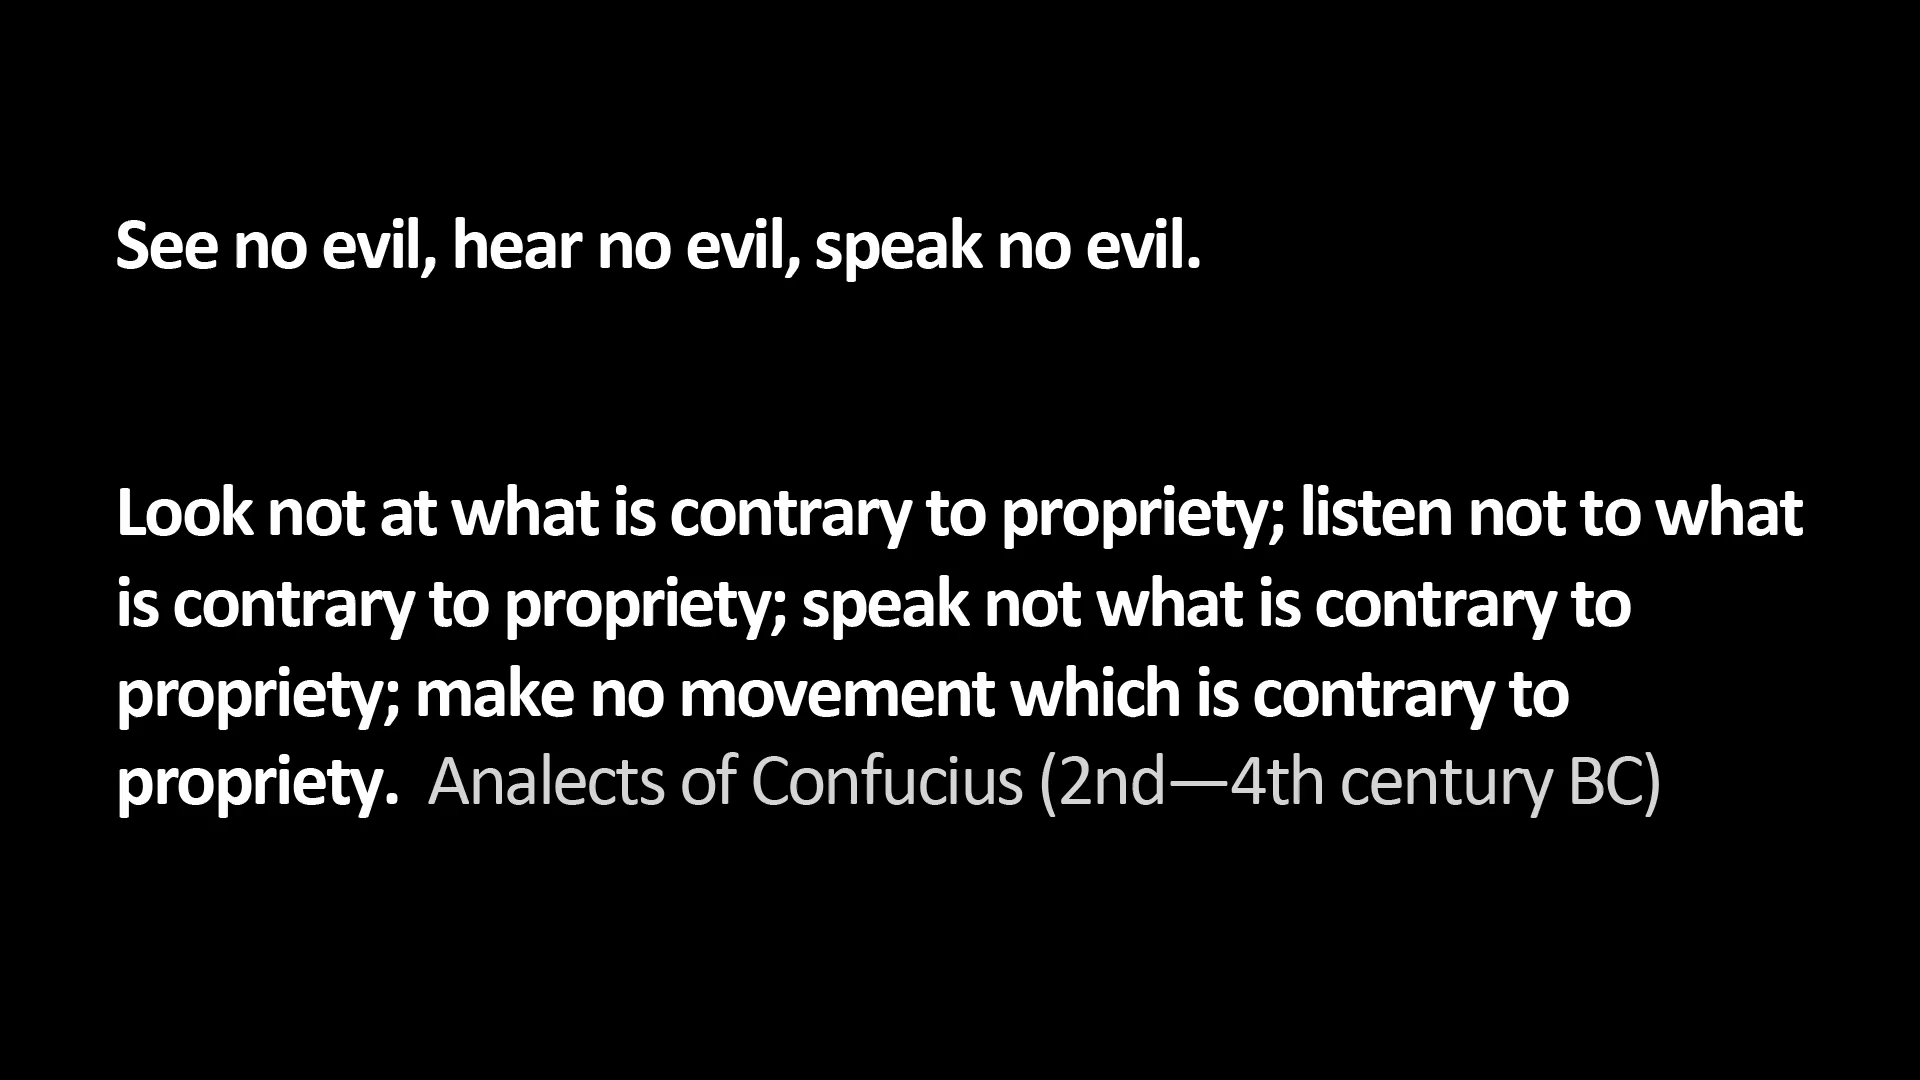 See no evil, hear no evil, speak no evil.
Look not at what is contrary to propriety; listen not to what
is contrary to propriety; speak not what is contrary to
propriety; make no movement which is contrary to
propriety. Analects of Confucius (2nd—4th century BC)